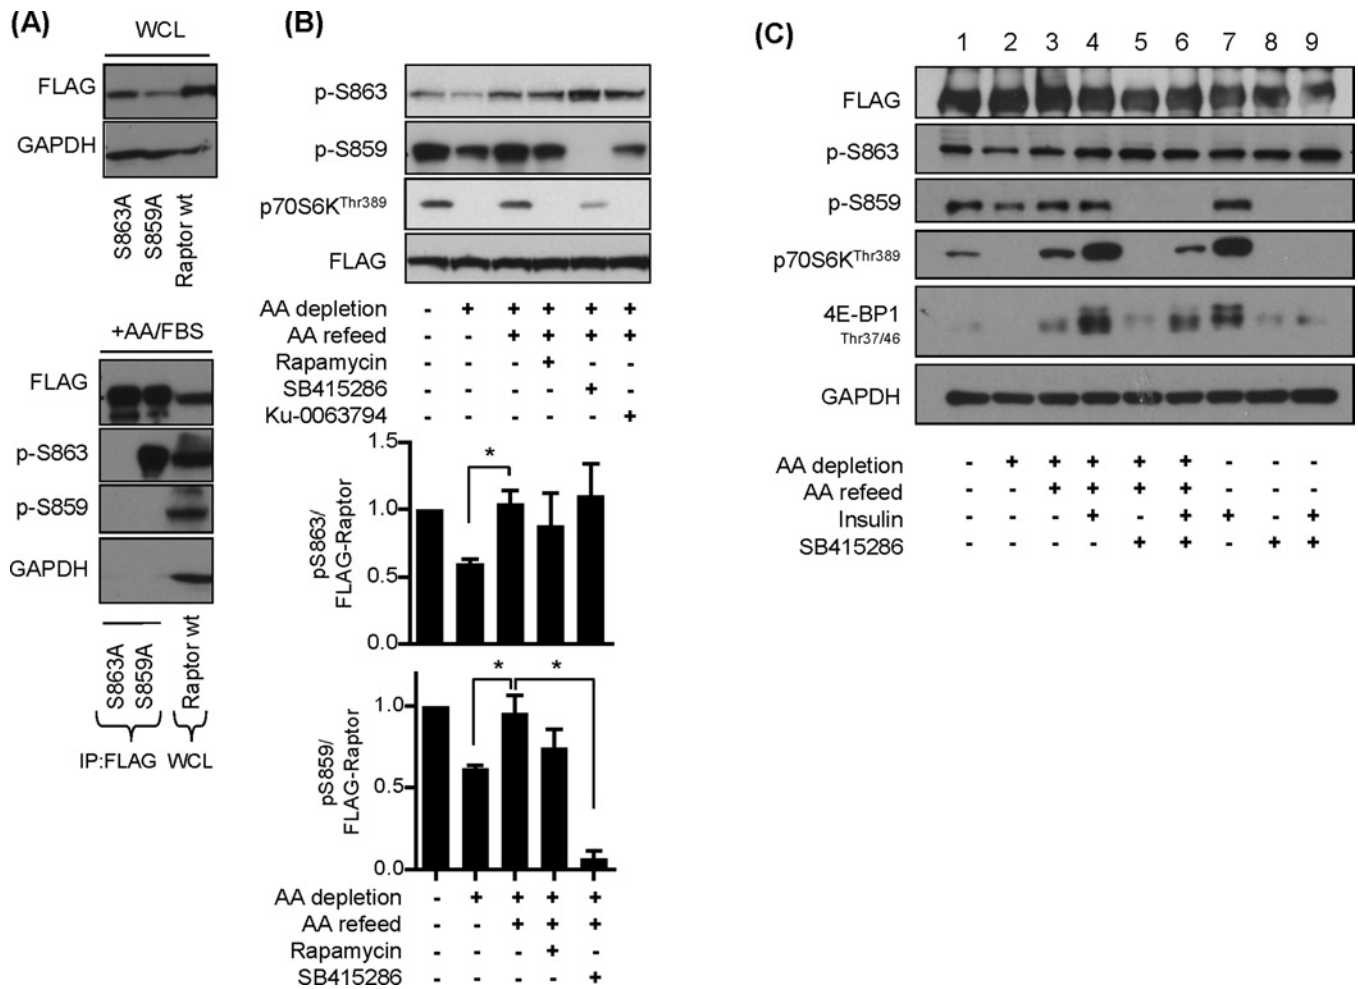 (A)
WCL
FLAG
GAPDH
S863A
S859A
Raptor wt
+AA/FBS
FLAG
p-S863
p-S859
GAPDH
S863A
S859A
Raptor wt
IP:FLAG WCL
(B)
p-S863
p-S859
p70S6K^Thr389
FLAG
AA depletion - + + + + +
AA refeed - - + + + +
Rapamycin - - - + - -
SB415286 - - - - + -
Ku-0063794 - - - - - +
pS863/
FLAG-Raptor
1.5
1.0
0.5
0.0
*
pS859/
FLAG-Raptor
1.0
0.5
0.0
* *
AA depletion - + + + +
AA refeed - - + + +
Rapamycin - - - + -
SB415286 - - - - +
(C)
1 2 3 4 5 6 7 8 9
FLAG
p-S863
p-S859
p70S6K^Thr389
4E-BP1
Thr37/46
GAPDH
AA depletion - + + + + + - - -
AA refeed - - + + + + - - -
Insulin - - - + - + + - +
SB415286 - - - - + + - + +